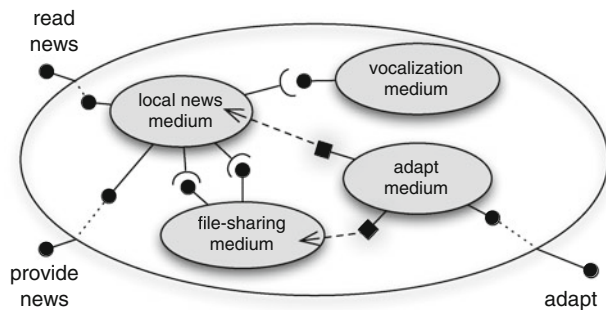 read
news
vocalization
medium
local news
medium
adapt
medium
file-sharing
medium
provide
news
adapt